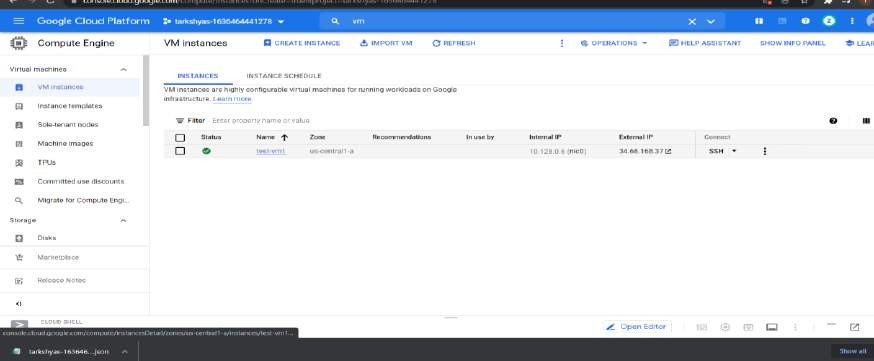 Google Cloud Platform tarkshyas-1636464441278 vm
Compute Engine VM instances CREATE INSTANCE IMPORT VM REFRESH OPERATIONS HELP ASSISTANT SHOW INFO PANEL LEAR
Virtual machines
VM instances
Instance templates
Sole-tenant nodes
Machine images
TPUs
Committed use discounts
Migrate for Compute Engi...
Storage
Disks
Marketplace
Release Notes
INSTANCES INSTANCE SCHEDULE
VM instances are highly configurable virtual machines for running workloads on Google
infrastructure. Learn more
Filter Enter property name or value
Status Name Zone Recommendations In use by Internal IP External IP Connect
test-vm1 us-central1-a 10.128.0.6 (nic0) 34.66.168.37 SSH
CLOUD SHELL
Open Editor
console.cloud.google.com/compute/instancesDetail/zones/us-central1-a/instances/test-vm1...
tarkshyas-163646....json Show all